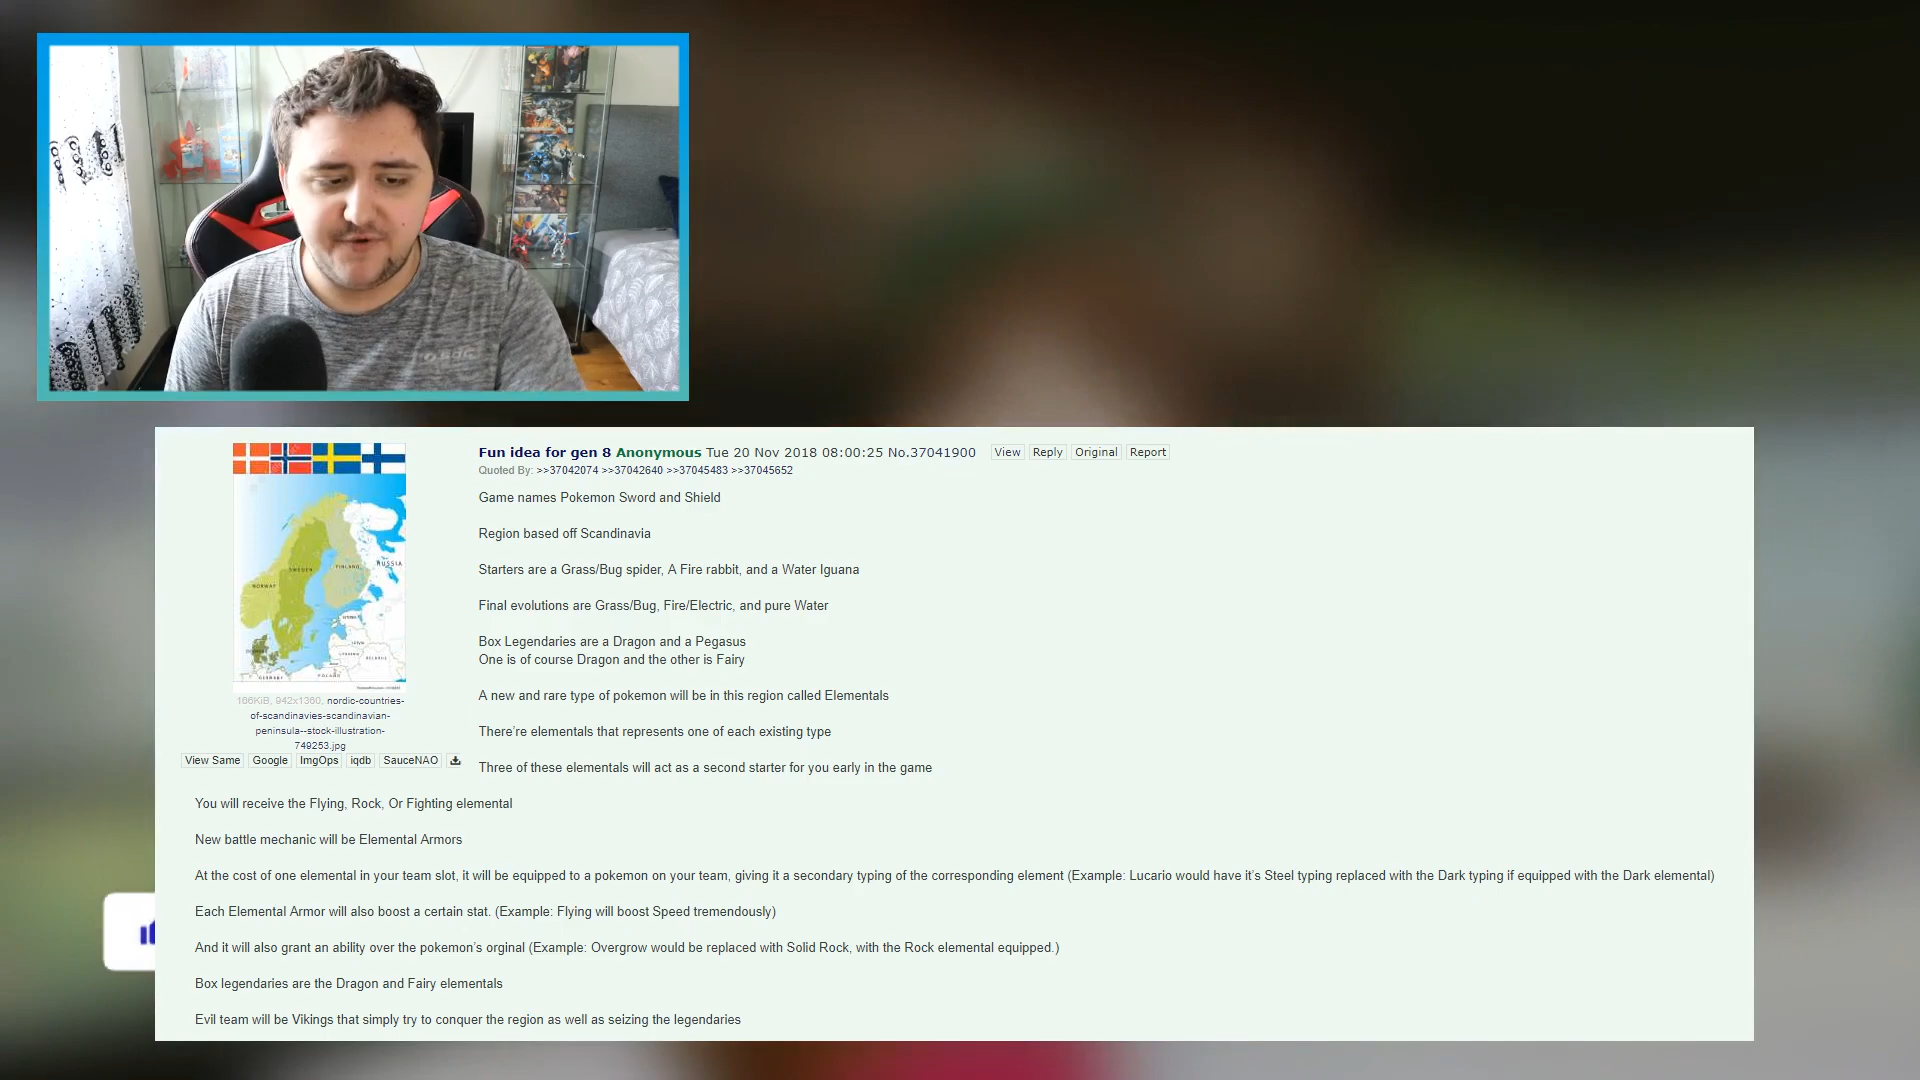 Fun idea for gen 8 Anonymous Tue 20 Nov 2018 08:00:25 No.37041900 View Reply Original Report
Quoted By: >>37042074 >>37042640 >>37045483 >>37045652
Game names Pokemon Sword and Shield
Region based off Scandinavia
Starters are a Grass/Bug spider, A Fire rabbit, and a Water Iguana
Final evolutions are Grass/Bug, Fire/Electric, and pure Water
Box Legendaries are a Dragon and a Pegasus
One is of course Dragon and the other is Fairy
A new and rare type of pokemon will be in this region called Elementals
There're elementals that represents one of each existing type
Three of these elementals will act as a second starter for you early in the game
NORWAY
SWEDEN
FINLAND
RUSSIA
GERMANY
POLAND
166KiB, 942x1360, nordic-countries-
of-scandinavies-scandinavian-
peninsula--stock-illustration-
749253.jpg
View Same Google ImgOps iqdb SauceNAO
You will receive the Flying, Rock, Or Fighting elemental
New battle mechanic will be Elemental Armors
At the cost of one elemental in your team slot, it will be equipped to a pokemon on your team, giving it a secondary typing of the corresponding element (Example: Lucario would have it's Steel typing replaced with the Dark typing if equipped with the Dark elemental)
Each Elemental Armor will also boost a certain stat. (Example: Flying will boost Speed tremendously)
And it will also grant an ability over the pokemon's orginal (Example: Overgrow would be replaced with Solid Rock, with the Rock elemental equipped.)
Box legendaries are the Dragon and Fairy elementals
Evil team will be Vikings that simply try to conquer the region as well as seizing the legendaries